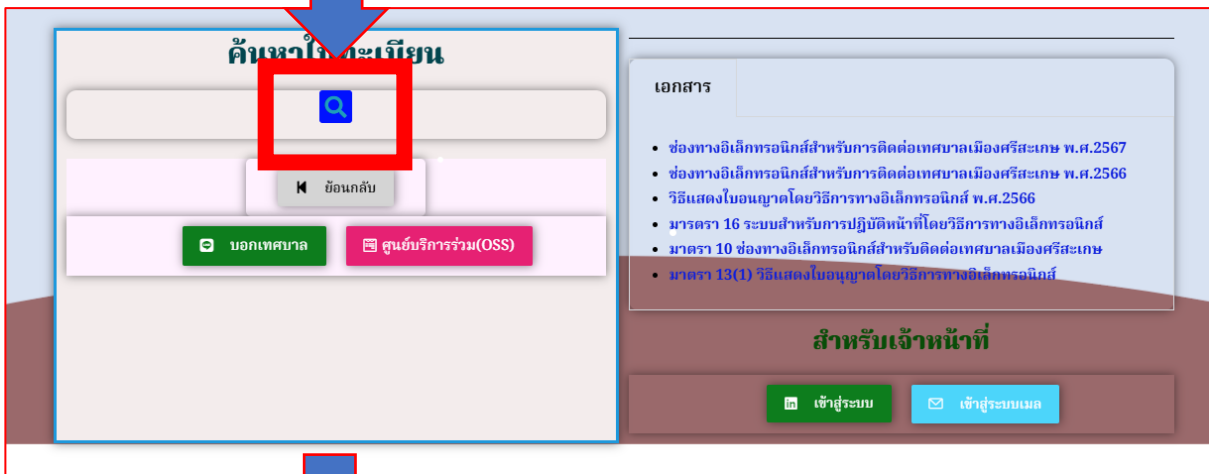 ค้นหาใบทะเบียน
ย้อนกลับ
บอกเทศบาล
ศูนย์บริการร่วม(OSS)
เอกสาร
ช่องทางอิเล็กทรอนิกส์สำหรับการติดต่อเทศบาลเมืองศรีสะเกษ พ.ศ.2567
ช่องทางอิเล็กทรอนิกส์สำหรับการติดต่อเทศบาลเมืองศรีสะเกษ พ.ศ.2566
วิธีแสดงใบอนญาตโดยวิธีการทางอิเล็กทรอนิกส์ พ.ศ.2566
มารตรา 16 ระบบสำหรับการปฏิบัติหน้าที่โดยวิธีการทางอิเล็กทรอนิกส์
มาตรา 10 ช่องทางอิเล็กทรอนิกส์สำหรับติดต่อเทศบาลเมืองศรีสะเกษ
มาตรา 13(1) วิธีแสดงใบอนุญาตโดยวิธีการทางอิเล็กทรอนิกส์
สำหรับเจ้าหน้าที่
เข้าสู่ระบบ
เข้าสู่ระบบเมล